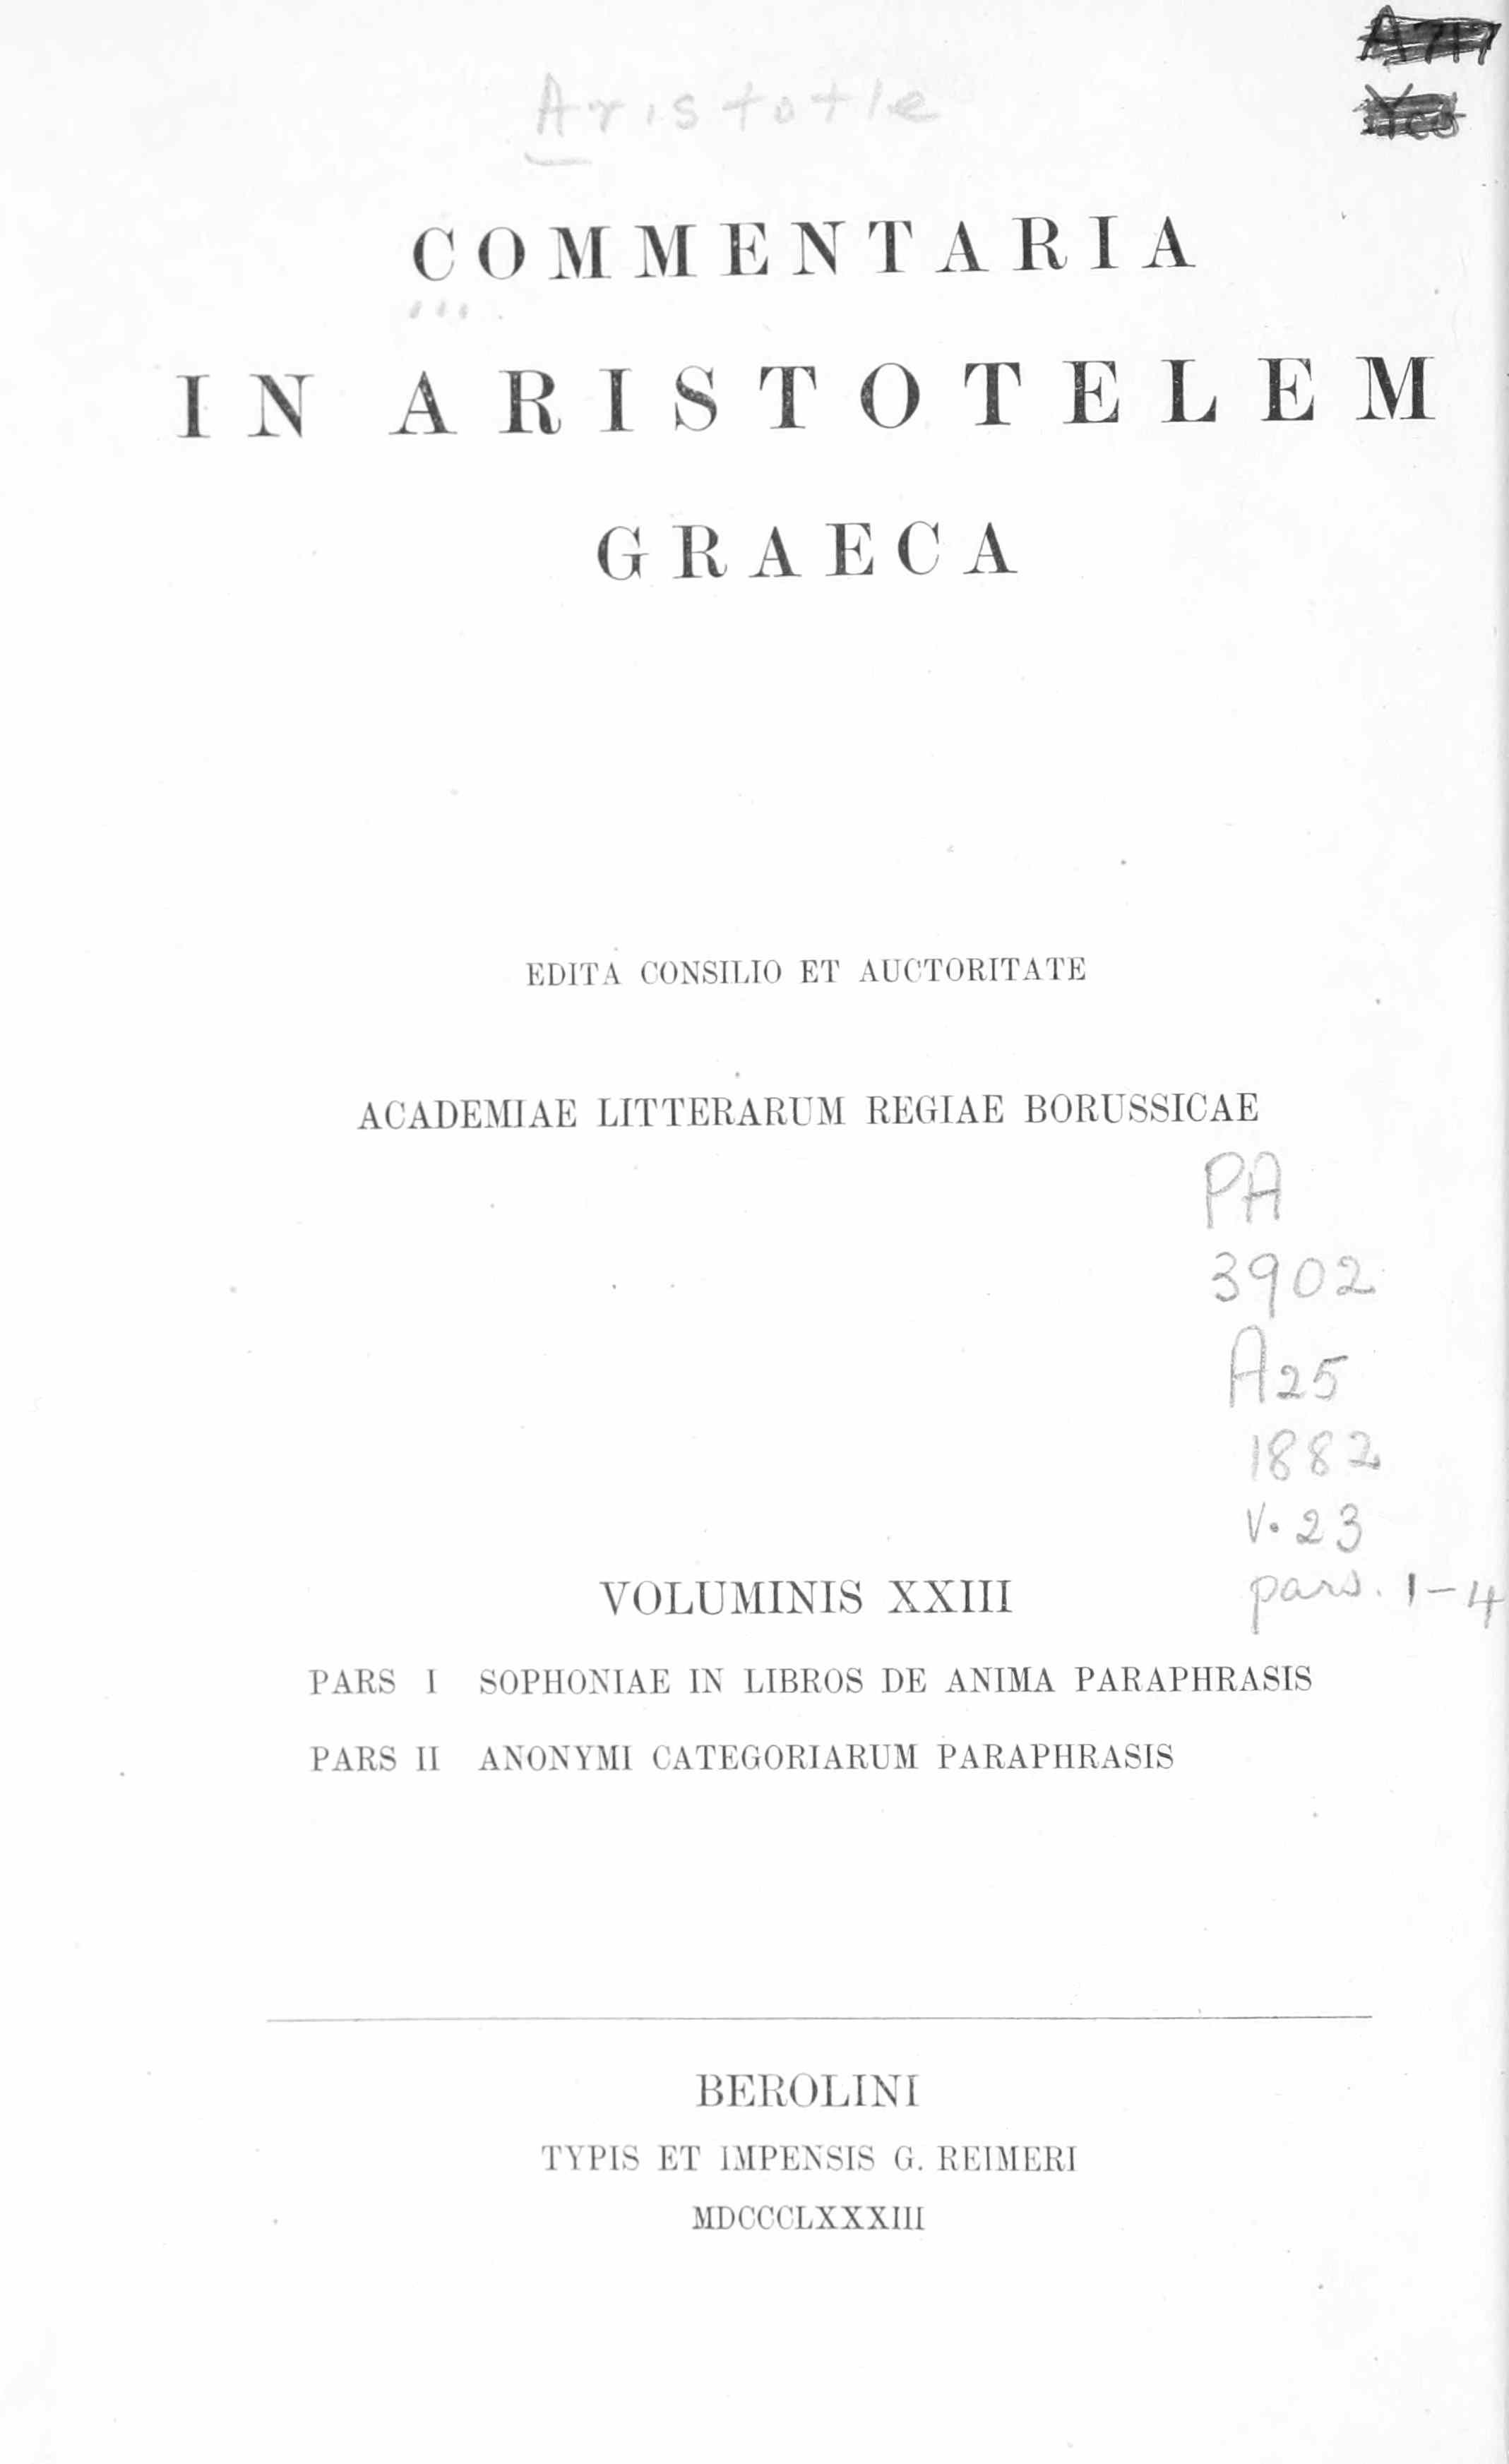 Aristotle
COMMENTARIA
IN ARISTOTELEM
GRAECA
EDITA CONSILIO ET AUCTORITATE
ACADEMIAE LITTERARUM REGIAE BORUSSICAE
PA
3902
A25
1882
v. 23
pars. 1-4
VOLUMINIS XXIII
PARS I SOPHONIAE IN LIBROS DE ANIMA PARAPHRASIS
PARS II ANONYMI CATEGORIARUM PARAPHRASIS
BEROLINI
TYPIS ET IMPENSIS G. REIMERI
MDCCCLXXXIII